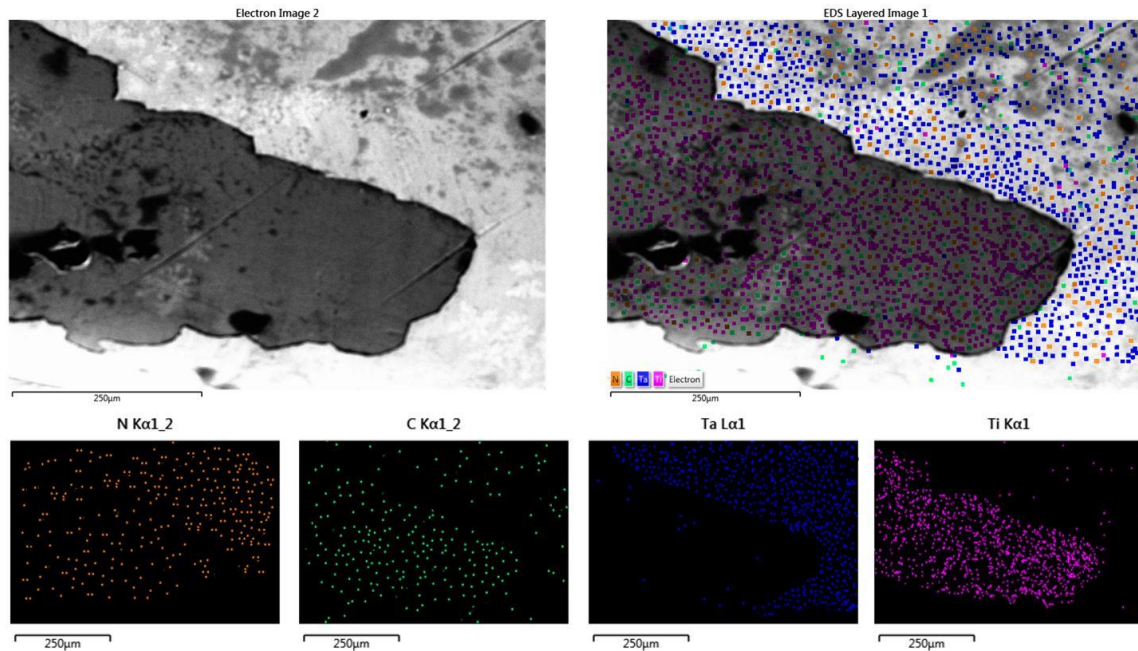 Electron Image 2
EDS Layered Image 1
250µm
N C Ta Ti Electron
250µm
N Kα1_2
C Kα1_2
Ta Lα1
Ti Kα1
250µm
250µm
250µm
250µm